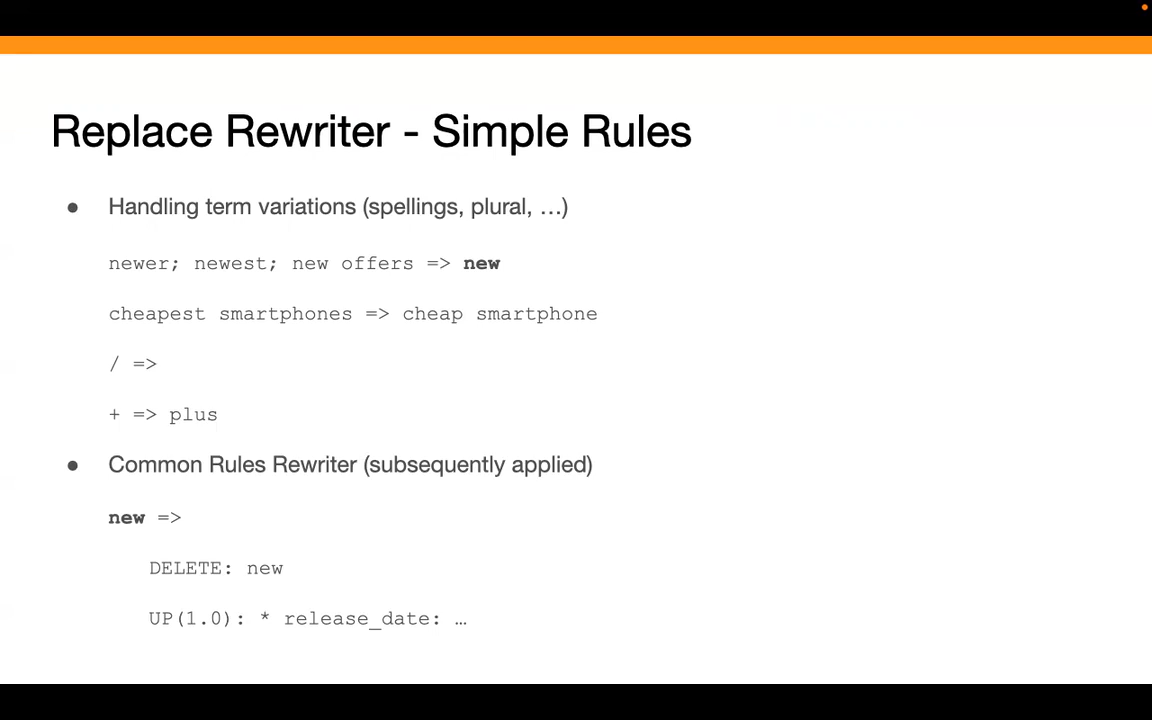 Replace Rewriter - Simple Rules
● Handling term variations (spellings, plural, …)
newer; newest; new offers => new
cheapest smartphones => cheap smartphone
/ =>
+ => plus
● Common Rules Rewriter (subsequently applied)
new =>
DELETE: new
UP(1.0): * release_date: …